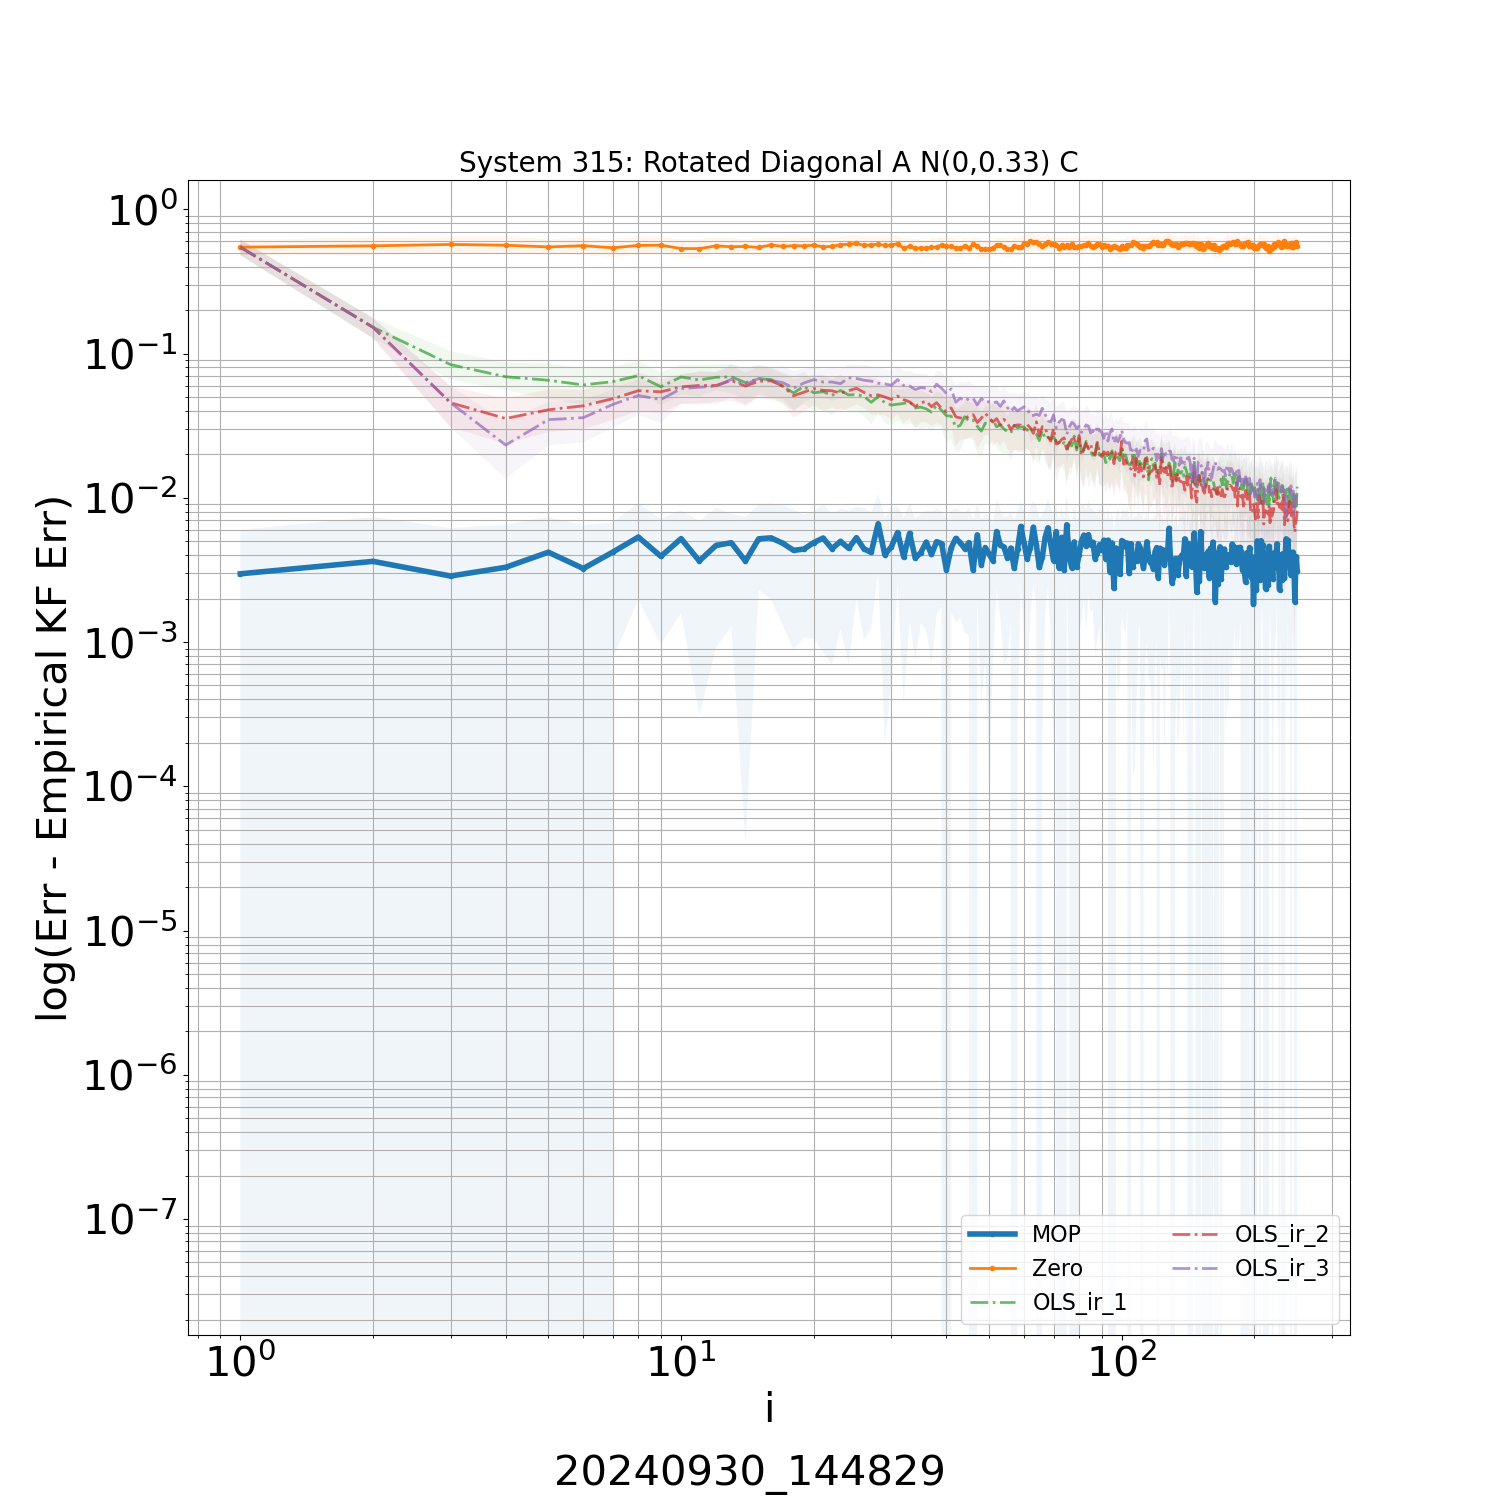 System 315: Rotated Diagonal A N(0,0.33) C
log(Err - Empirical KF Err)
10^0
10^-1
10^-2
10^-3
10^-4
10^-5
10^-6
10^-7
MOP
Zero
OLS_ir_1
OLS_ir_2
OLS_ir_3
10^0 10^1 10^2
i
20240930_144829